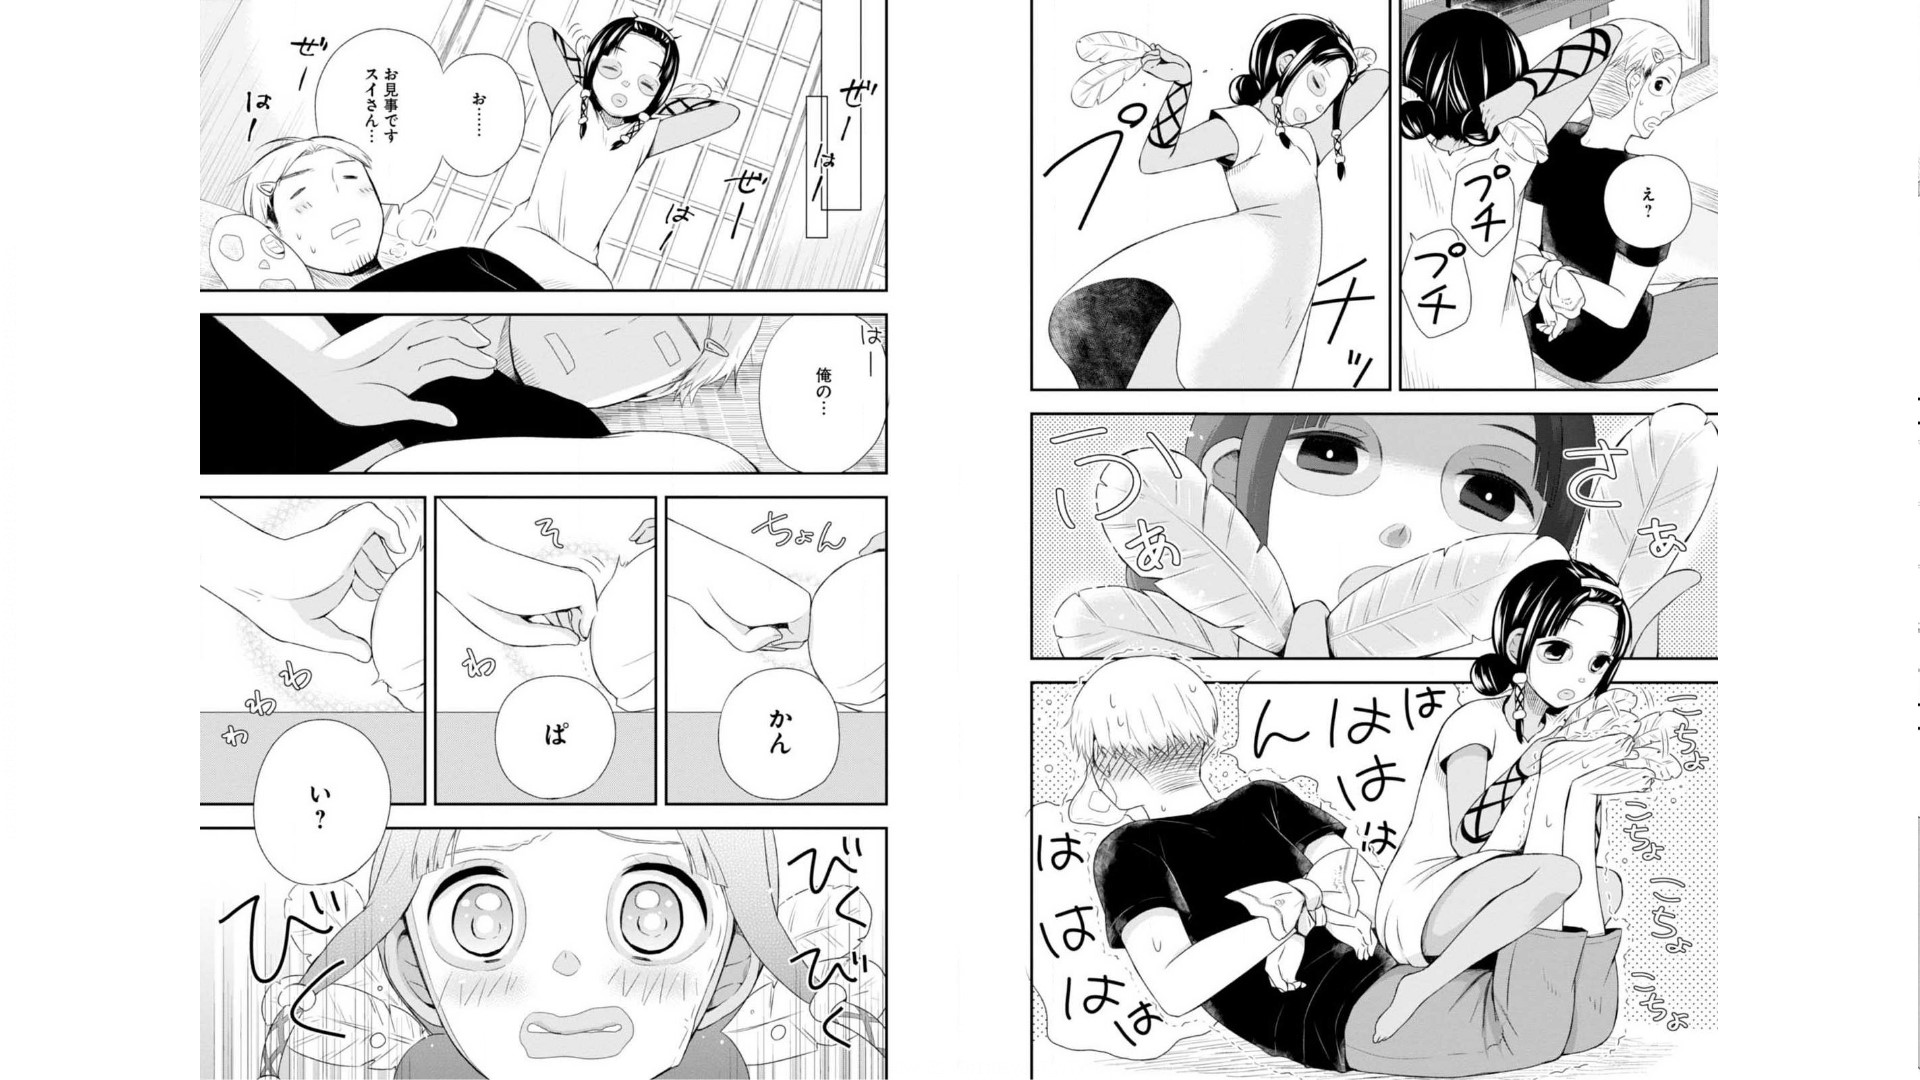 え?
プチ
プチ
プチッ
さぁ
づぁ
こちょ
こちょ
こちょ
こちょ
はははんははははははは
お……
お見事です
スイさん…
ぜー
はー
ぜー
はー
ぜー
はー
はー
俺の…
ちょん
かん
そ
わ
ぱ
わ
わ
わ
い?
びくびく
びく